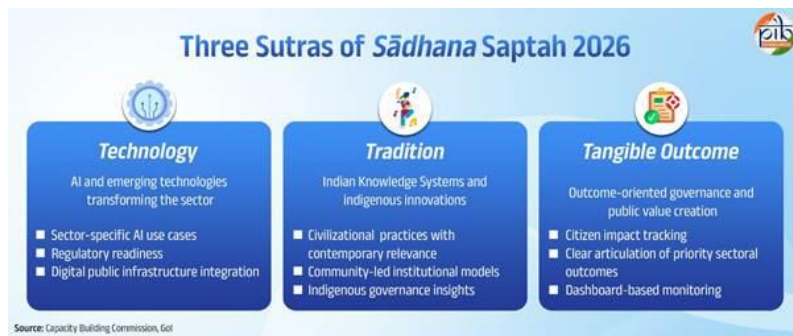 pib
Three Sutras of Sādhana Saptah 2026
Technology
AI and emerging technologies
transforming the sector
■ Sector-specific AI use cases
■ Regulatory readiness
■ Digital public infrastructure integration
Tradition
Indian Knowledge Systems and
indigenous innovations
■ Civilizational practices with
contemporary relevance
■ Community-led institutional models
■ Indigenous governance insights
Tangible Outcome
Outcome-oriented governance and
public value creation
■ Citizen impact tracking
■ Clear articulation of priority sectoral
outcomes
■ Dashboard-based monitoring
Source: Capacity Building Commission, GoI